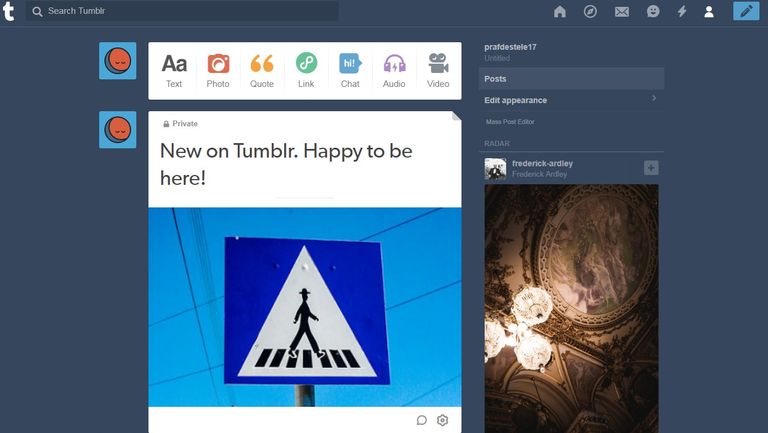 t
Search Tumblr
Aa
Text
Photo
Quote
Link
hi!
Chat
Audio
Video
prafdestele17
Untitled
Posts
Edit appearance
Mass Post Editor
RADAR
frederick-ardley
Frederick Ardley
Private
New on Tumblr. Happy to be
here!